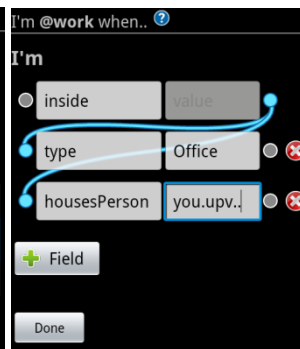 I'm @work when.. ?
I'm
inside value
type Office
housesPerson you.upv..
Field
Done